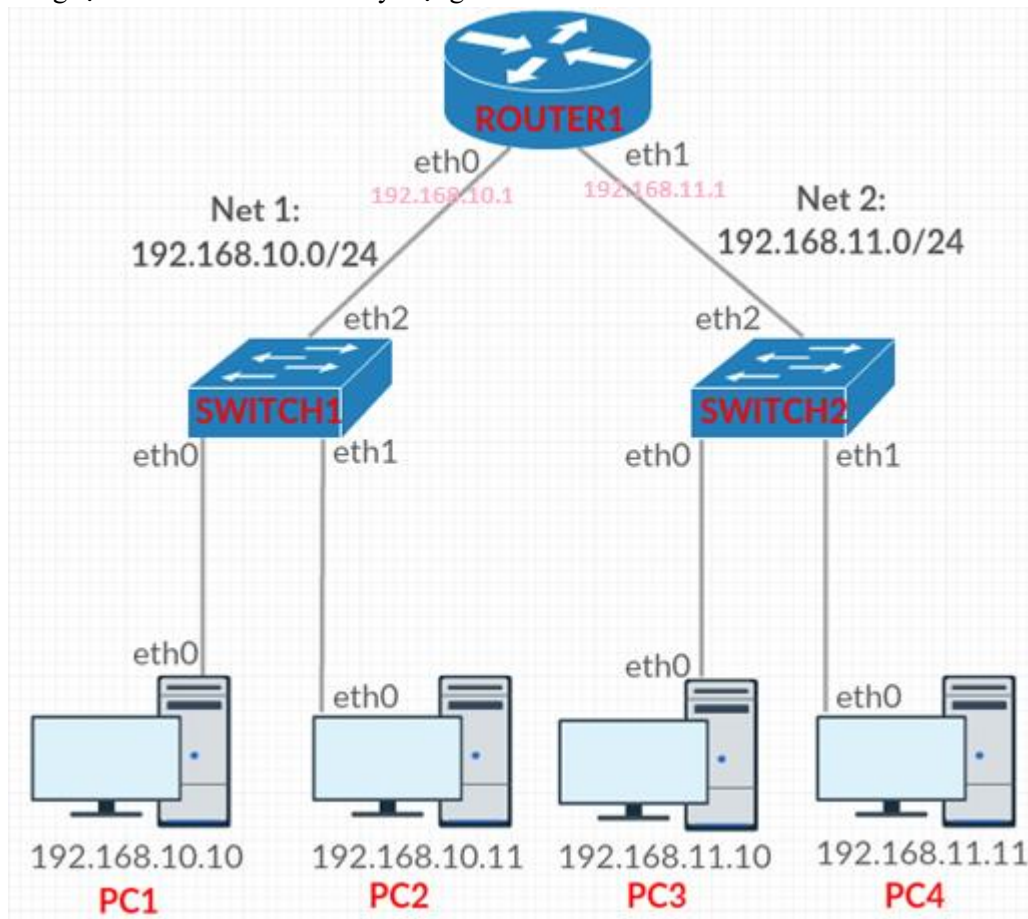 ROUTER1
eth0
192.168.10.1
eth1
192.168.11.1
Net 1:
192.168.10.0/24
Net 2:
192.168.11.0/24
eth2
eth2
SWITCH1
SWITCH2
eth0
eth1
eth0
eth1
eth0
eth0
eth0
eth0
192.168.10.10
192.168.10.11
192.168.11.10
192.168.11.11
PC1
PC2
PC3
PC4